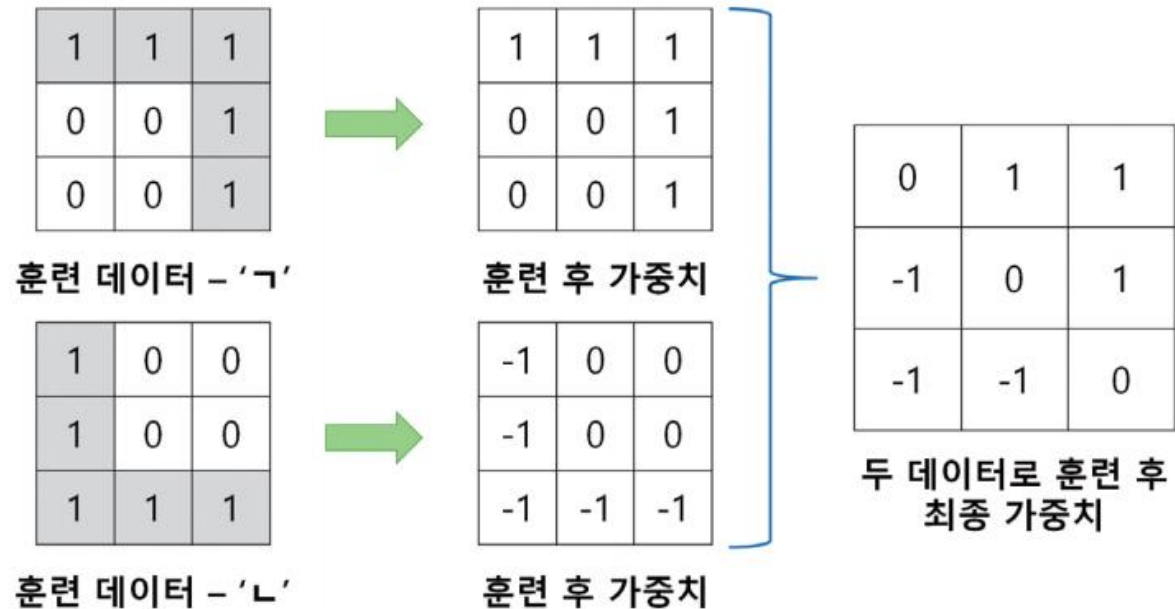 1 1 1
0 0 1
0 0 1
훈련 데이터 – ‘ㄱ’
1 1 1
0 0 1
0 0 1
훈련 후 가중치
1 0 0
1 0 0
1 1 1
훈련 데이터 – ‘ㄴ’
-1 0 0
-1 0 0
-1 -1 -1
훈련 후 가중치
0 1 1
-1 0 1
-1 -1 0
두 데이터로 훈련 후
최종 가중치